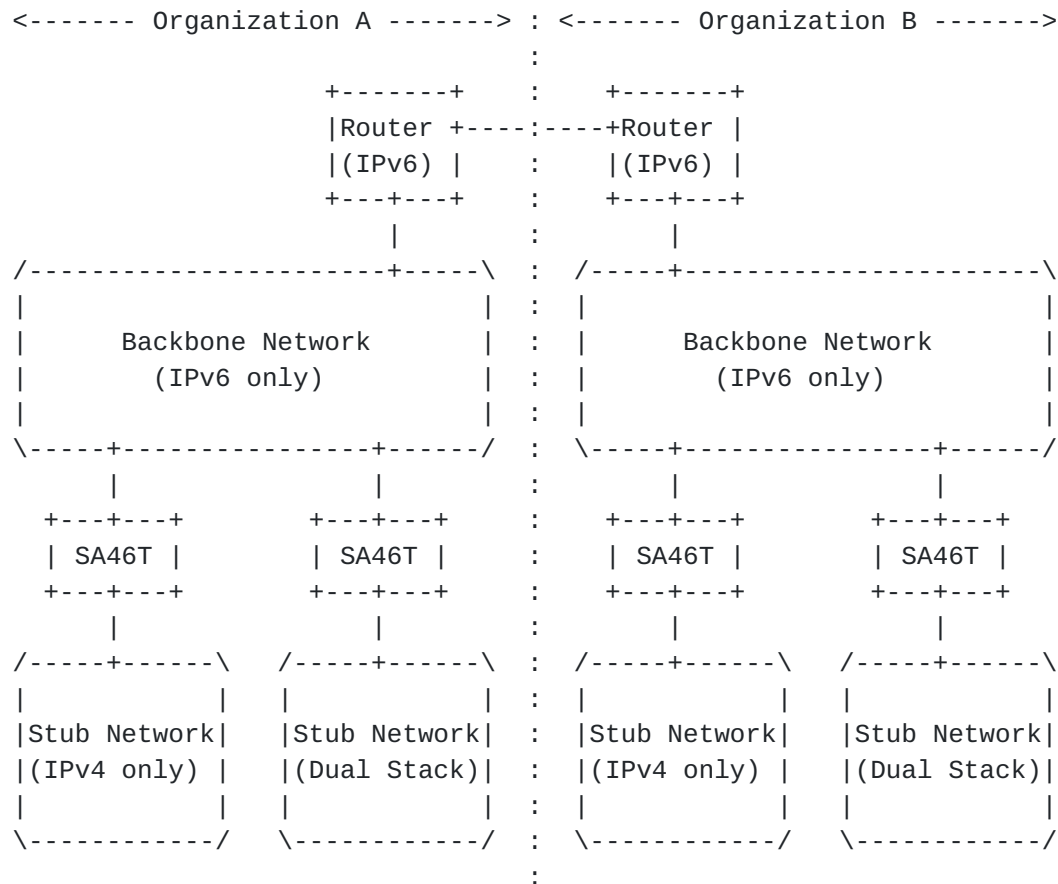 <------- Organization A -------> : <------- Organization B ------->
                                 :
                    +-------+    :    +-------+
                    |Router +----:----+Router |
                    |(IPv6) |    :    |(IPv6) |
                    +---+---+    :    +---+---+
                        |        :        |
/-----------------------+-----\  :  /-----+-----------------------\
|                             |  :  |                             |
|      Backbone Network       |  :  |      Backbone Network       |
|        (IPv6 only)          |  :  |        (IPv6 only)          |
|                             |  :  |                             |
\-----+----------------+------/  :  \-----+----------------+------/
      |                |         :        |                |
  +---+---+        +---+---+     :    +---+---+        +---+---+
  | SA46T |        | SA46T |     :    | SA46T |        | SA46T |
  +---+---+        +---+---+     :    +---+---+        +---+---+
      |                |         :        |                |
/-----+------\   /-----+------\  :  /-----+------\   /-----+------\
|            |   |            |  :  |            |   |            |
|Stub Network|   |Stub Network|  :  |Stub Network|   |Stub Network|
|(IPv4 only) |   |(Dual Stack)|  :  |(IPv4 only) |   |(Dual Stack)|
|            |   |            |  :  |            |   |            |
\------------/   \------------/  :  \------------/   \------------/
                                 :